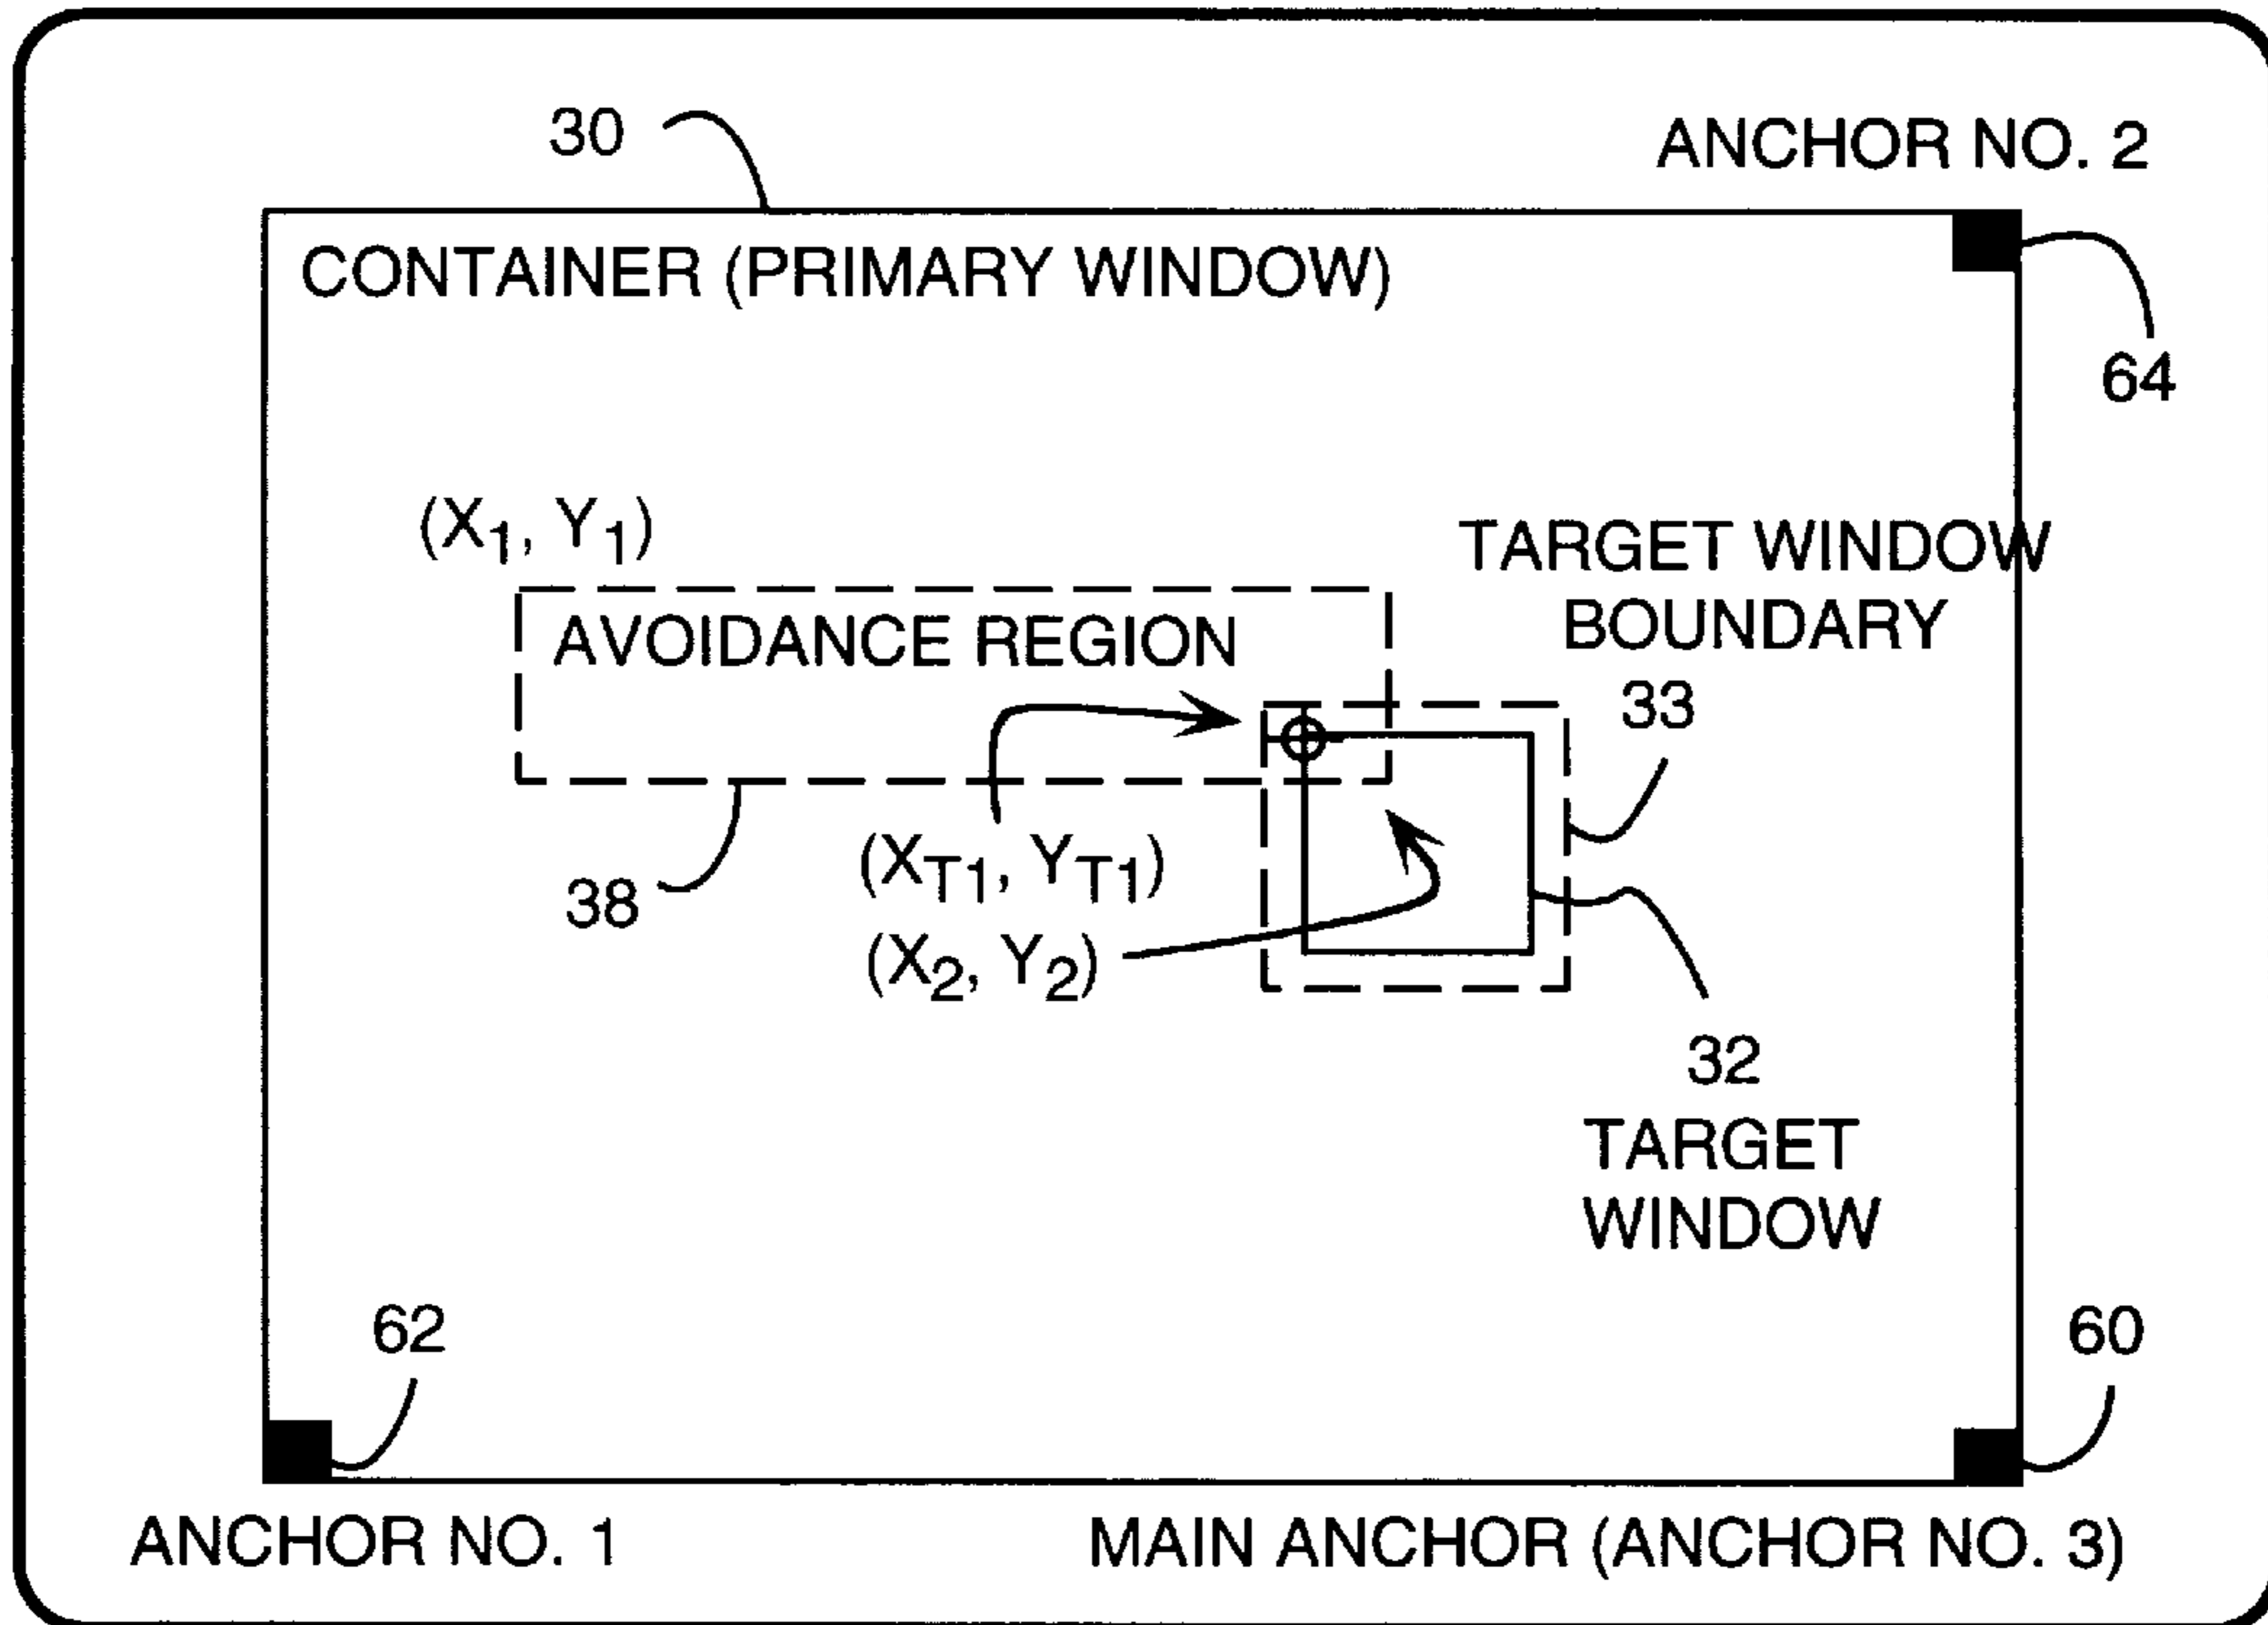 30
ANCHOR NO. 2
CONTAINER (PRIMARY WINDOW)
64
(X1, Y1)
TARGET WINDOW
BOUNDARY
AVOIDANCE REGION
33
(XT1, YT1)
38
(X2, Y2)
32
TARGET
WINDOW
62
60
ANCHOR NO. 1
MAIN ANCHOR (ANCHOR NO. 3)